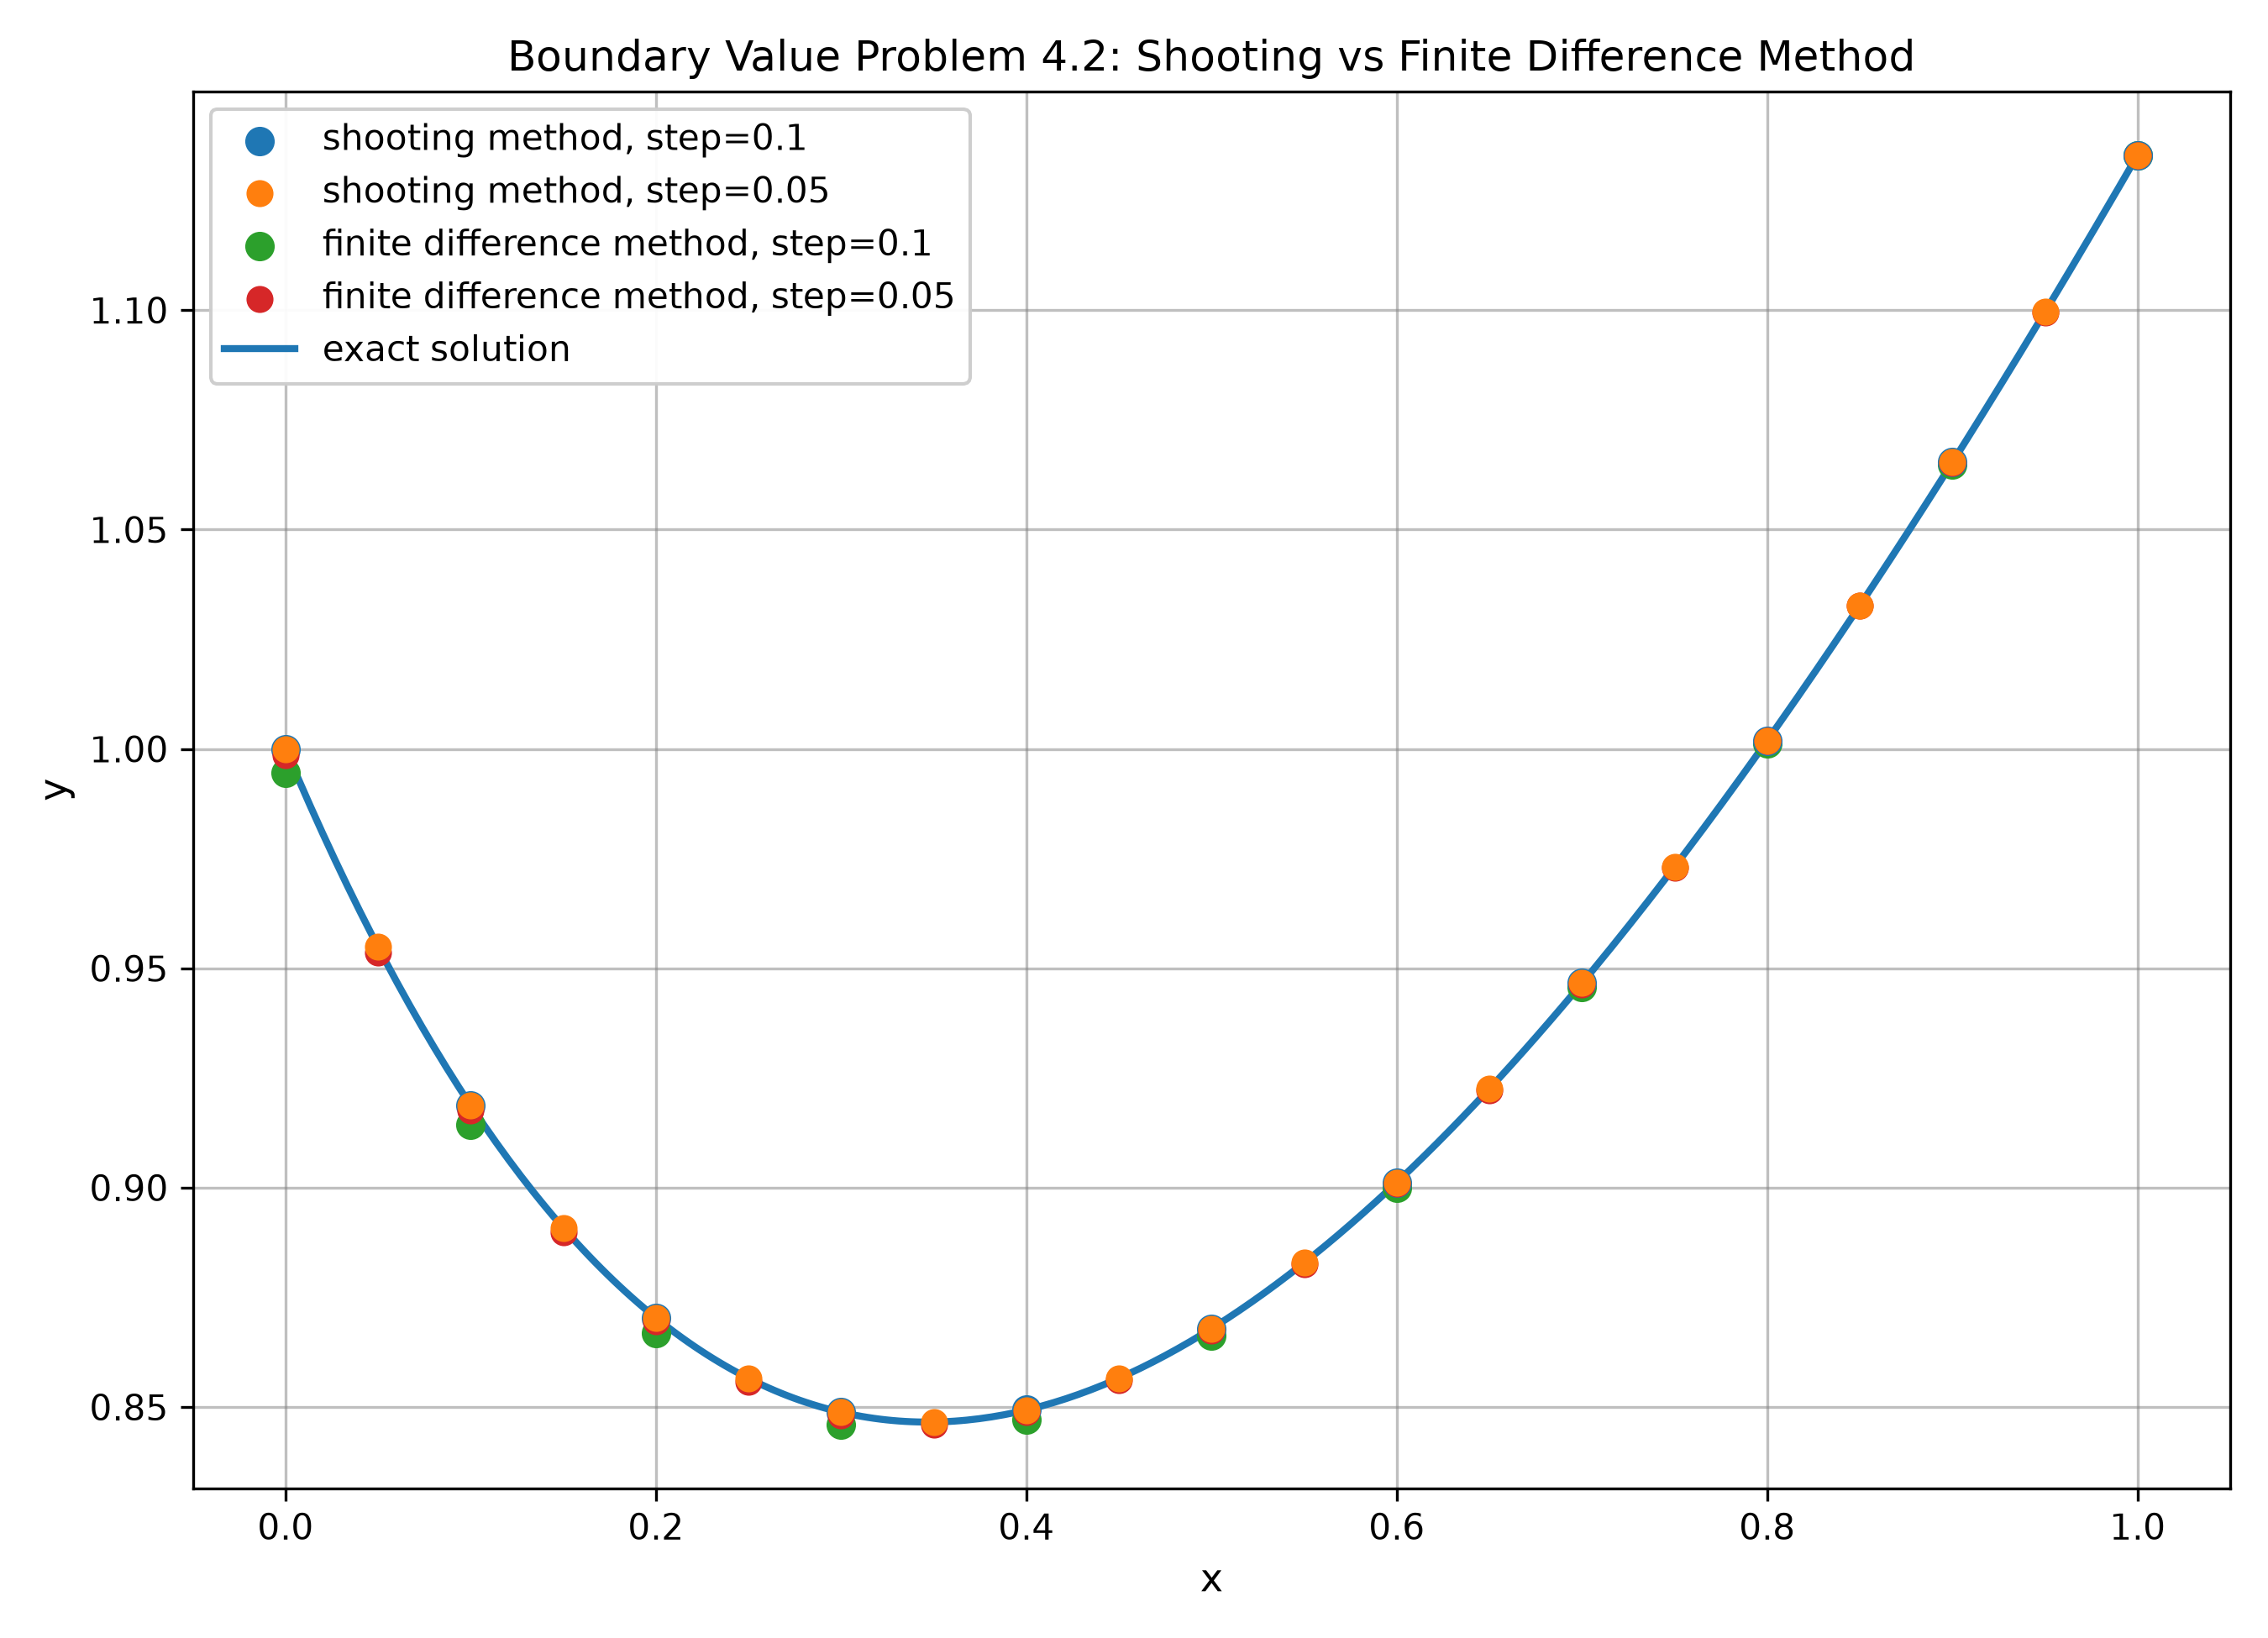 Boundary Value Problem 4.2: Shooting vs Finite Difference Method
shooting method, step=0.1
shooting method, step=0.05
finite difference method, step=0.1
finite difference method, step=0.05
exact solution
1.10
1.05
1.00
0.95
0.90
0.85
y
0.0 0.2 0.4 0.6 0.8 1.0
x